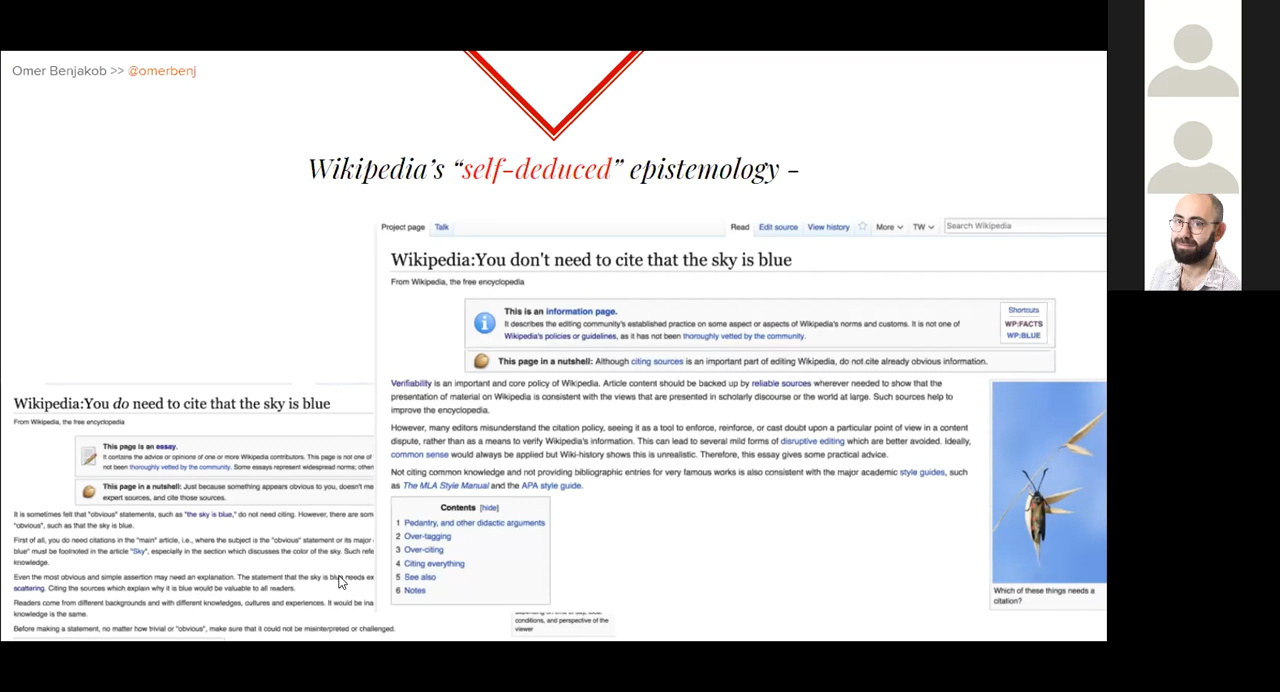 Omer Benjakob >> @omerbenj
Wikipedia's “self-deduced” epistemology -
Project page Talk Read Edit source View history More TW Search Wikipedia
Wikipedia:You don't need to cite that the sky is blue
From Wikipedia, the free encyclopedia
This is an information page.
It describes the editing community's established practice on some aspect or aspects of Wikipedia's norms and customs. It is not one of
Wikipedia's policies or guidelines, as it has not been thoroughly vetted by the community.
Shortcuts
WP:FACTS
WP:BLUE
This page in a nutshell: Although citing sources is an important part of editing Wikipedia, do not cite already obvious information.
Verifiability is an important and core policy of Wikipedia. Article content should be backed up by reliable sources wherever needed to show that the
presentation of material on Wikipedia is consistent with the views that are presented in scholarly discourse or the world at large. Such sources help to
improve the encyclopedia.
However, many editors misunderstand the citation policy, seeing it as a tool to enforce, reinforce, or cast doubt upon a particular point of view in a content
dispute, rather than as a means to verify Wikipedia's information. This can lead to several mild forms of disruptive editing which are better avoided. Ideally,
common sense would always be applied but Wiki-history shows this is unrealistic. Therefore, this essay gives some practical advice.
Not citing common knowledge and not providing bibliographic entries for very famous works is also consistent with the major academic style guides, such
as The MLA Style Manual and the APA style guide.
Contents [hide]
1 Pedantry, and other didactic arguments
2 Over-tagging
3 Over-citing
4 Citing everything
5 See also
6 Notes
Which of these things needs a
citation?
Wikipedia:You do need to cite that the sky is blue
From Wikipedia, the free encyclopedia
This page is an essay.
It contains the advice or opinions of one or more Wikipedia contributors. This page is not one of
not been thoroughly vetted by the community. Some essays represent widespread norms; other
This page in a nutshell: Just because something appears obvious to you, doesn't me
expert sources, and cite those sources.
It is sometimes felt that "obvious" statements, such as "the sky is blue," do not need citing. However, there are som
"obvious", such as that the sky is blue.
First of all, you do need citations in the "main" article, i.e., where the subject is the "obvious" statement or its major
blue" must be footnoted in the article "Sky", especially in the section which discusses the color of the sky. Such refe
knowledge.
Even the most obvious and simple assertion may need an explanation. The statement that the sky is blue needs ex
scattering. Citing the sources which explain why it is blue would be valuable to all readers.
Readers come from different backgrounds and with different knowledges, cultures and experiences. It would be ina
knowledge is the same.
Before making a statement, no matter how trivial or "obvious", make sure that it could not be misinterpreted or challenged.
conditions, and perspective of the
viewer